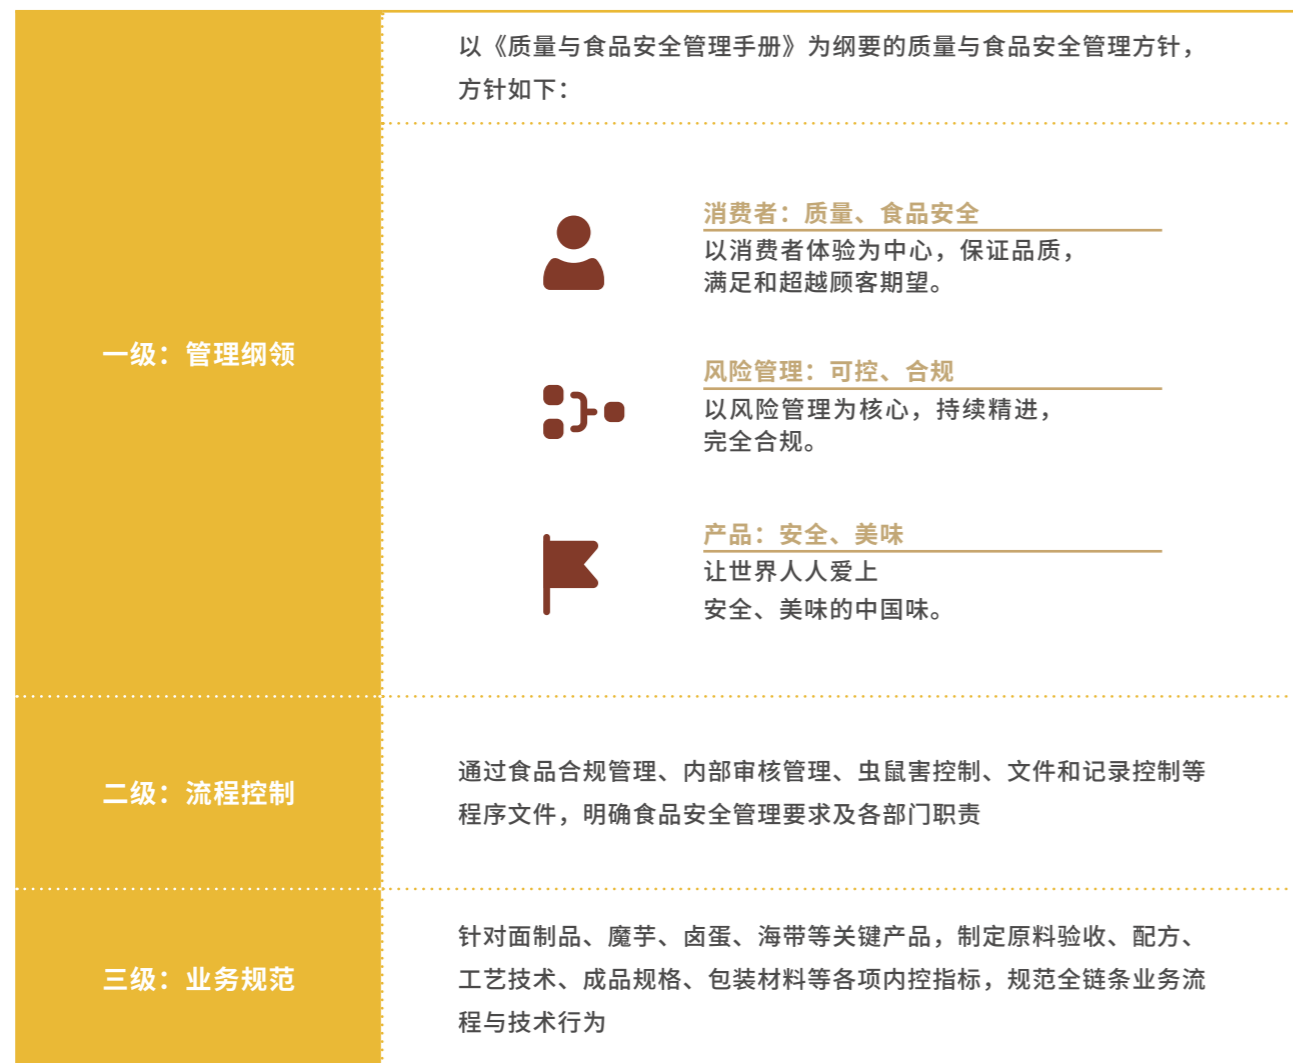 以《质量与食品安全管理手册》为纲要的质量与食品安全管理方针，
方针如下：
一级：管理纲领
消费者：质量、食品安全
以消费者体验为中心，保证品质，
满足和超越顾客期望。
风险管理：可控、合规
以风险管理为核心，持续精进，
完全合规。
产品：安全、美味
让世界人人爱上
安全、美味的中国味。
二级：流程控制
通过食品合规管理、内部审核管理、虫鼠害控制、文件和记录控制等
程序文件，明确食品安全管理要求及各部门职责
三级：业务规范
针对面制品、魔芋、卤蛋、海带等关键产品，制定原料验收、配方、
工艺技术、成品规格、包装材料等各项内控指标，规范全链条业务流
程与技术行为